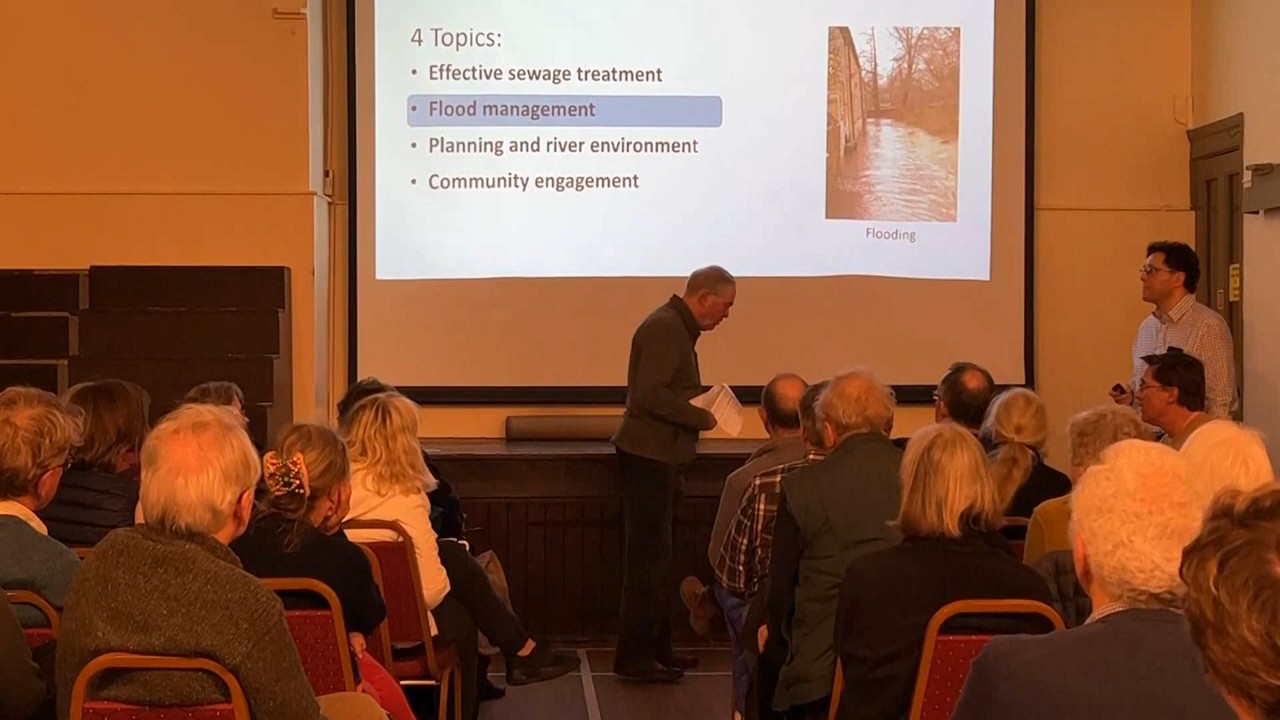 4 Topics:
• Effective sewage treatment
• Flood management
• Planning and river environment
• Community engagement
Flooding